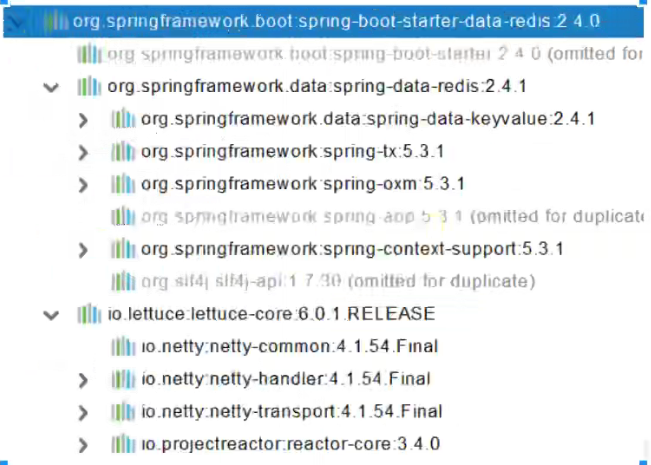 org.springframework.boot:spring-boot-starter-data-redis:2.4.0
org.springframework.boot:spring-boot-starter:2.4.0 (omitted for
org.springframework.data:spring-data-redis:2.4.1
org.springframework.data:spring-data-keyvalue:2.4.1
org.springframework:spring-tx:5.3.1
org.springframework:spring-oxm:5.3.1
org.springframework:spring-aop:5.3.1 (omitted for duplicate
org.springframework:spring-context-support:5.3.1
org.slf4j:slf4j-api:1.7.30 (omitted for duplicate)
io.lettuce:lettuce-core:6.0.1.RELEASE
io.netty:netty-common:4.1.54.Final
io.netty:netty-handler:4.1.54.Final
io.netty:netty-transport:4.1.54.Final
io.projectreactor:reactor-core:3.4.0